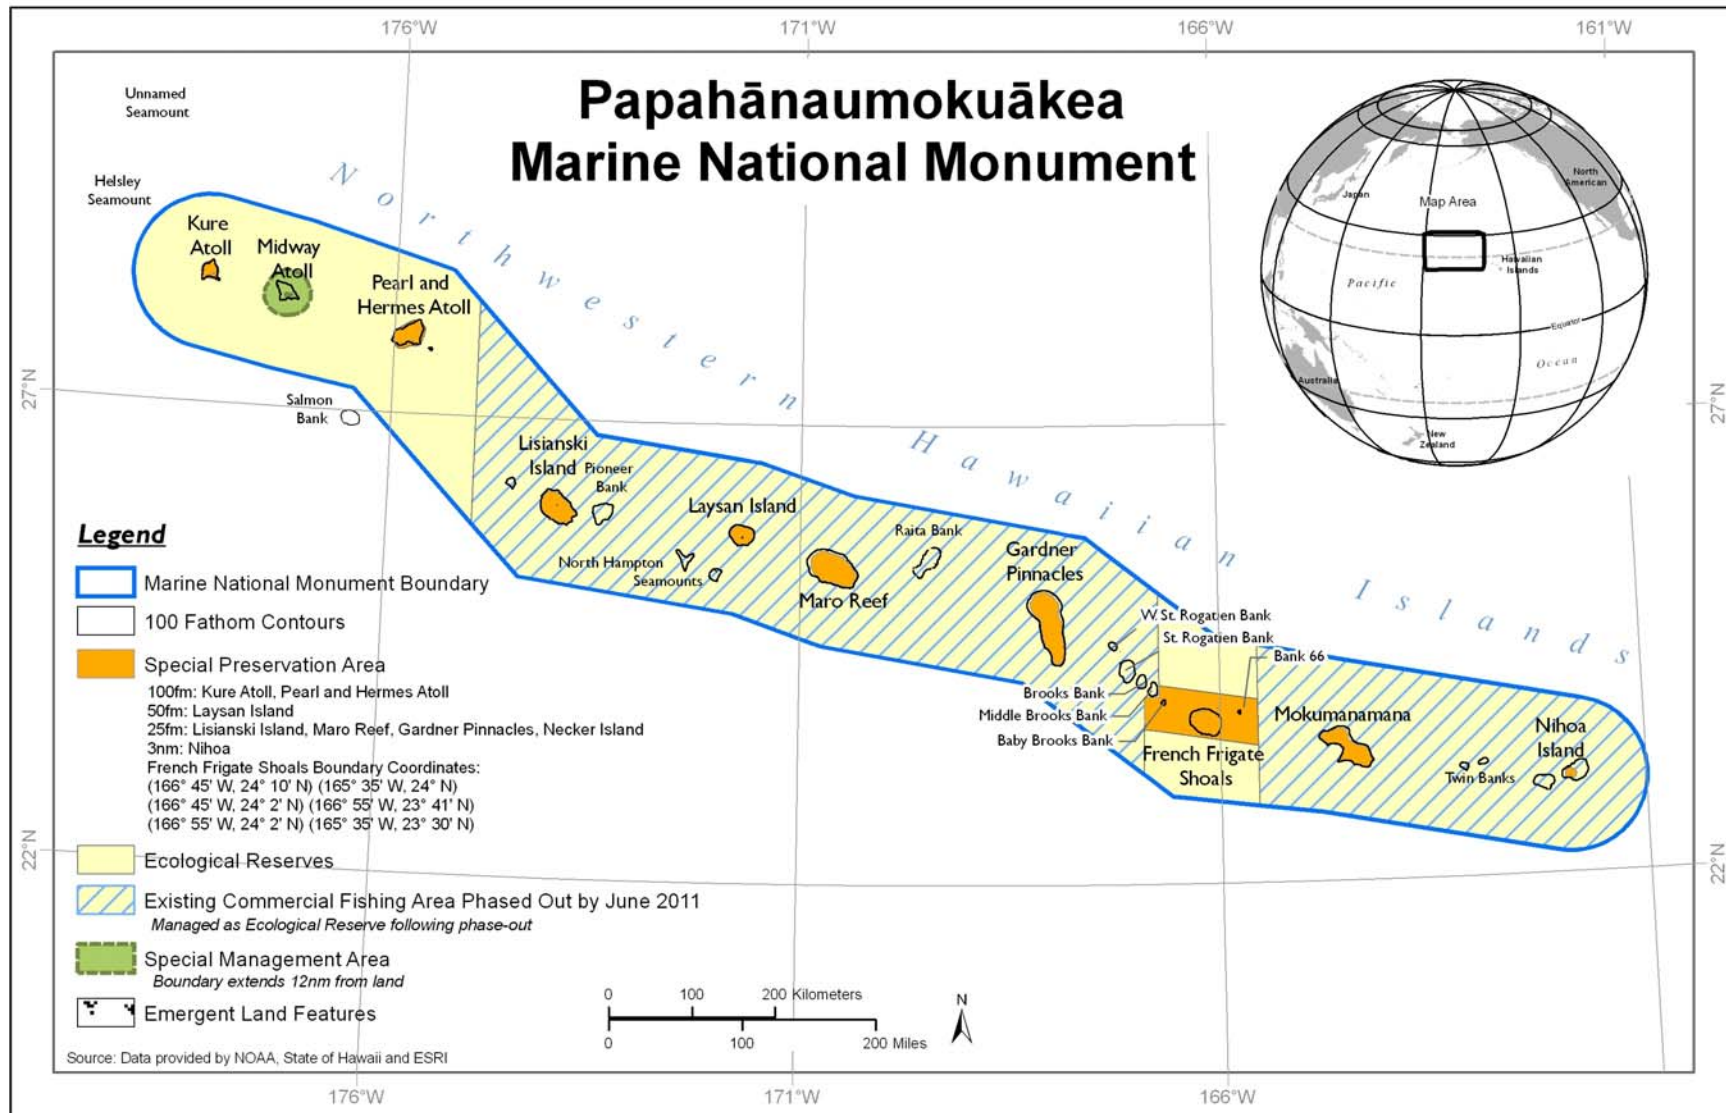 176°W
171°W
166°W
161°W
Papahānaumokuākea
Marine National Monument
Unnamed
Seamount
Helsley
Seamount
Kure
Atoll
Midway
Atoll
Pearl and
Hermes Atoll
Salmon
Bank
Northwestern Hawaiian Islands
27°N
27°N
22°N
22°N
Lisianski
Island
Pioneer
Bank
Laysan Island
North Hampton
Seamounts
Maro Reef
Raita Bank
Gardner
Pinnacles
W. St. Rogatien Bank
St. Rogatien Bank
Bank 66
Brooks Bank
Middle Brooks Bank
Baby Brooks Bank
French Frigate
Shoals
Mokumanamana
Twin Banks
Nihoa
Island
North
American
Japan
Map Area
Hawaiian
Islands
Pacific
Equator
Ocean
Australia
New
Zealand
Legend
Marine National Monument Boundary
100 Fathom Contours
Special Preservation Area
100fm: Kure Atoll, Pearl and Hermes Atoll
50fm: Laysan Island
25fm: Lisianski Island, Maro Reef, Gardner Pinnacles, Necker Island
3nm: Nihoa
French Frigate Shoals Boundary Coordinates:
(166° 45' W, 24° 10' N) (165° 35' W, 24° N)
(166° 45' W, 24° 2' N) (166° 55' W, 23° 41' N)
(166° 55' W, 24° 2' N) (165° 35' W, 23° 30' N)
Ecological Reserves
Existing Commercial Fishing Area Phased Out by June 2011
Managed as Ecological Reserve following phase-out
Special Management Area
Boundary extends 12nm from land
Emergent Land Features
Source: Data provided by NOAA, State of Hawaii and ESRI
0 100 200 Kilometers
0 100 200 Miles
N
176°W
171°W
166°W